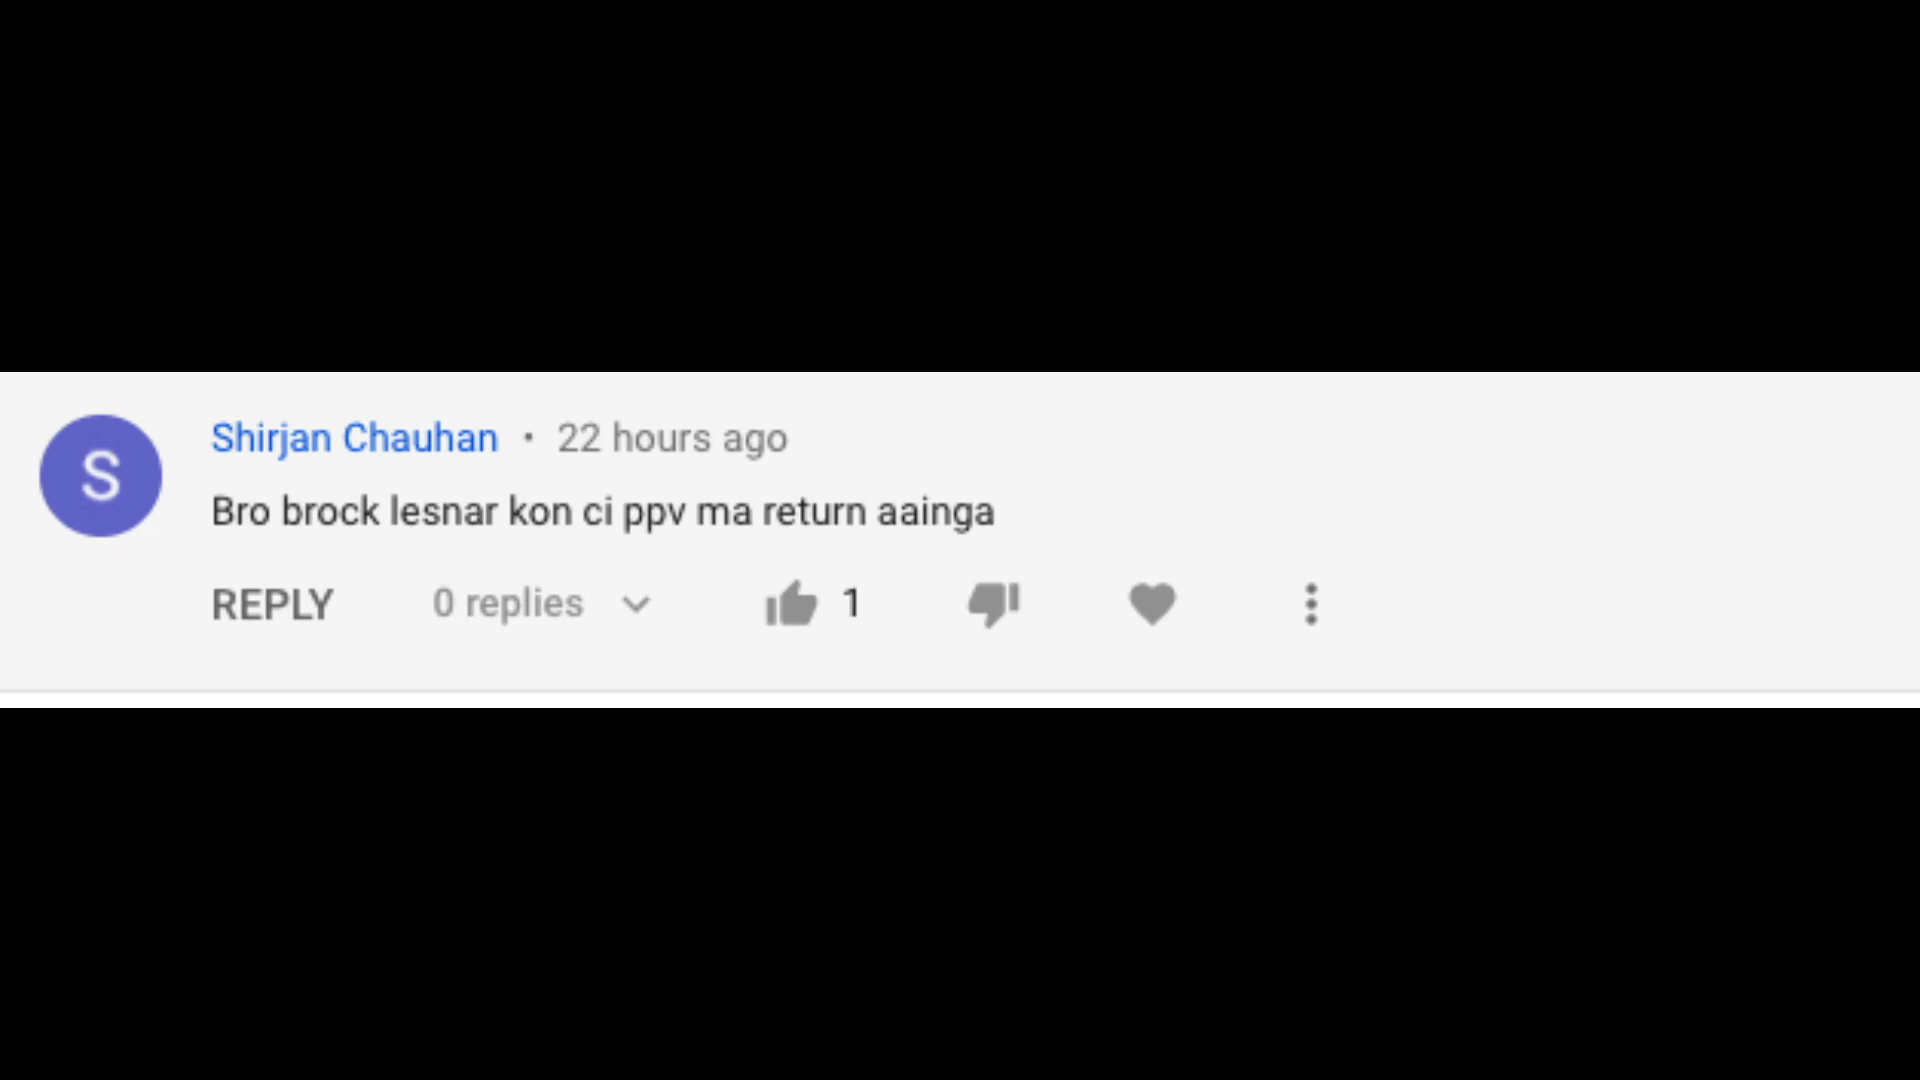 S
Shirjan Chauhan • 22 hours ago
Bro brock lesnar kon ci ppv ma return aainga
REPLY 0 replies 1